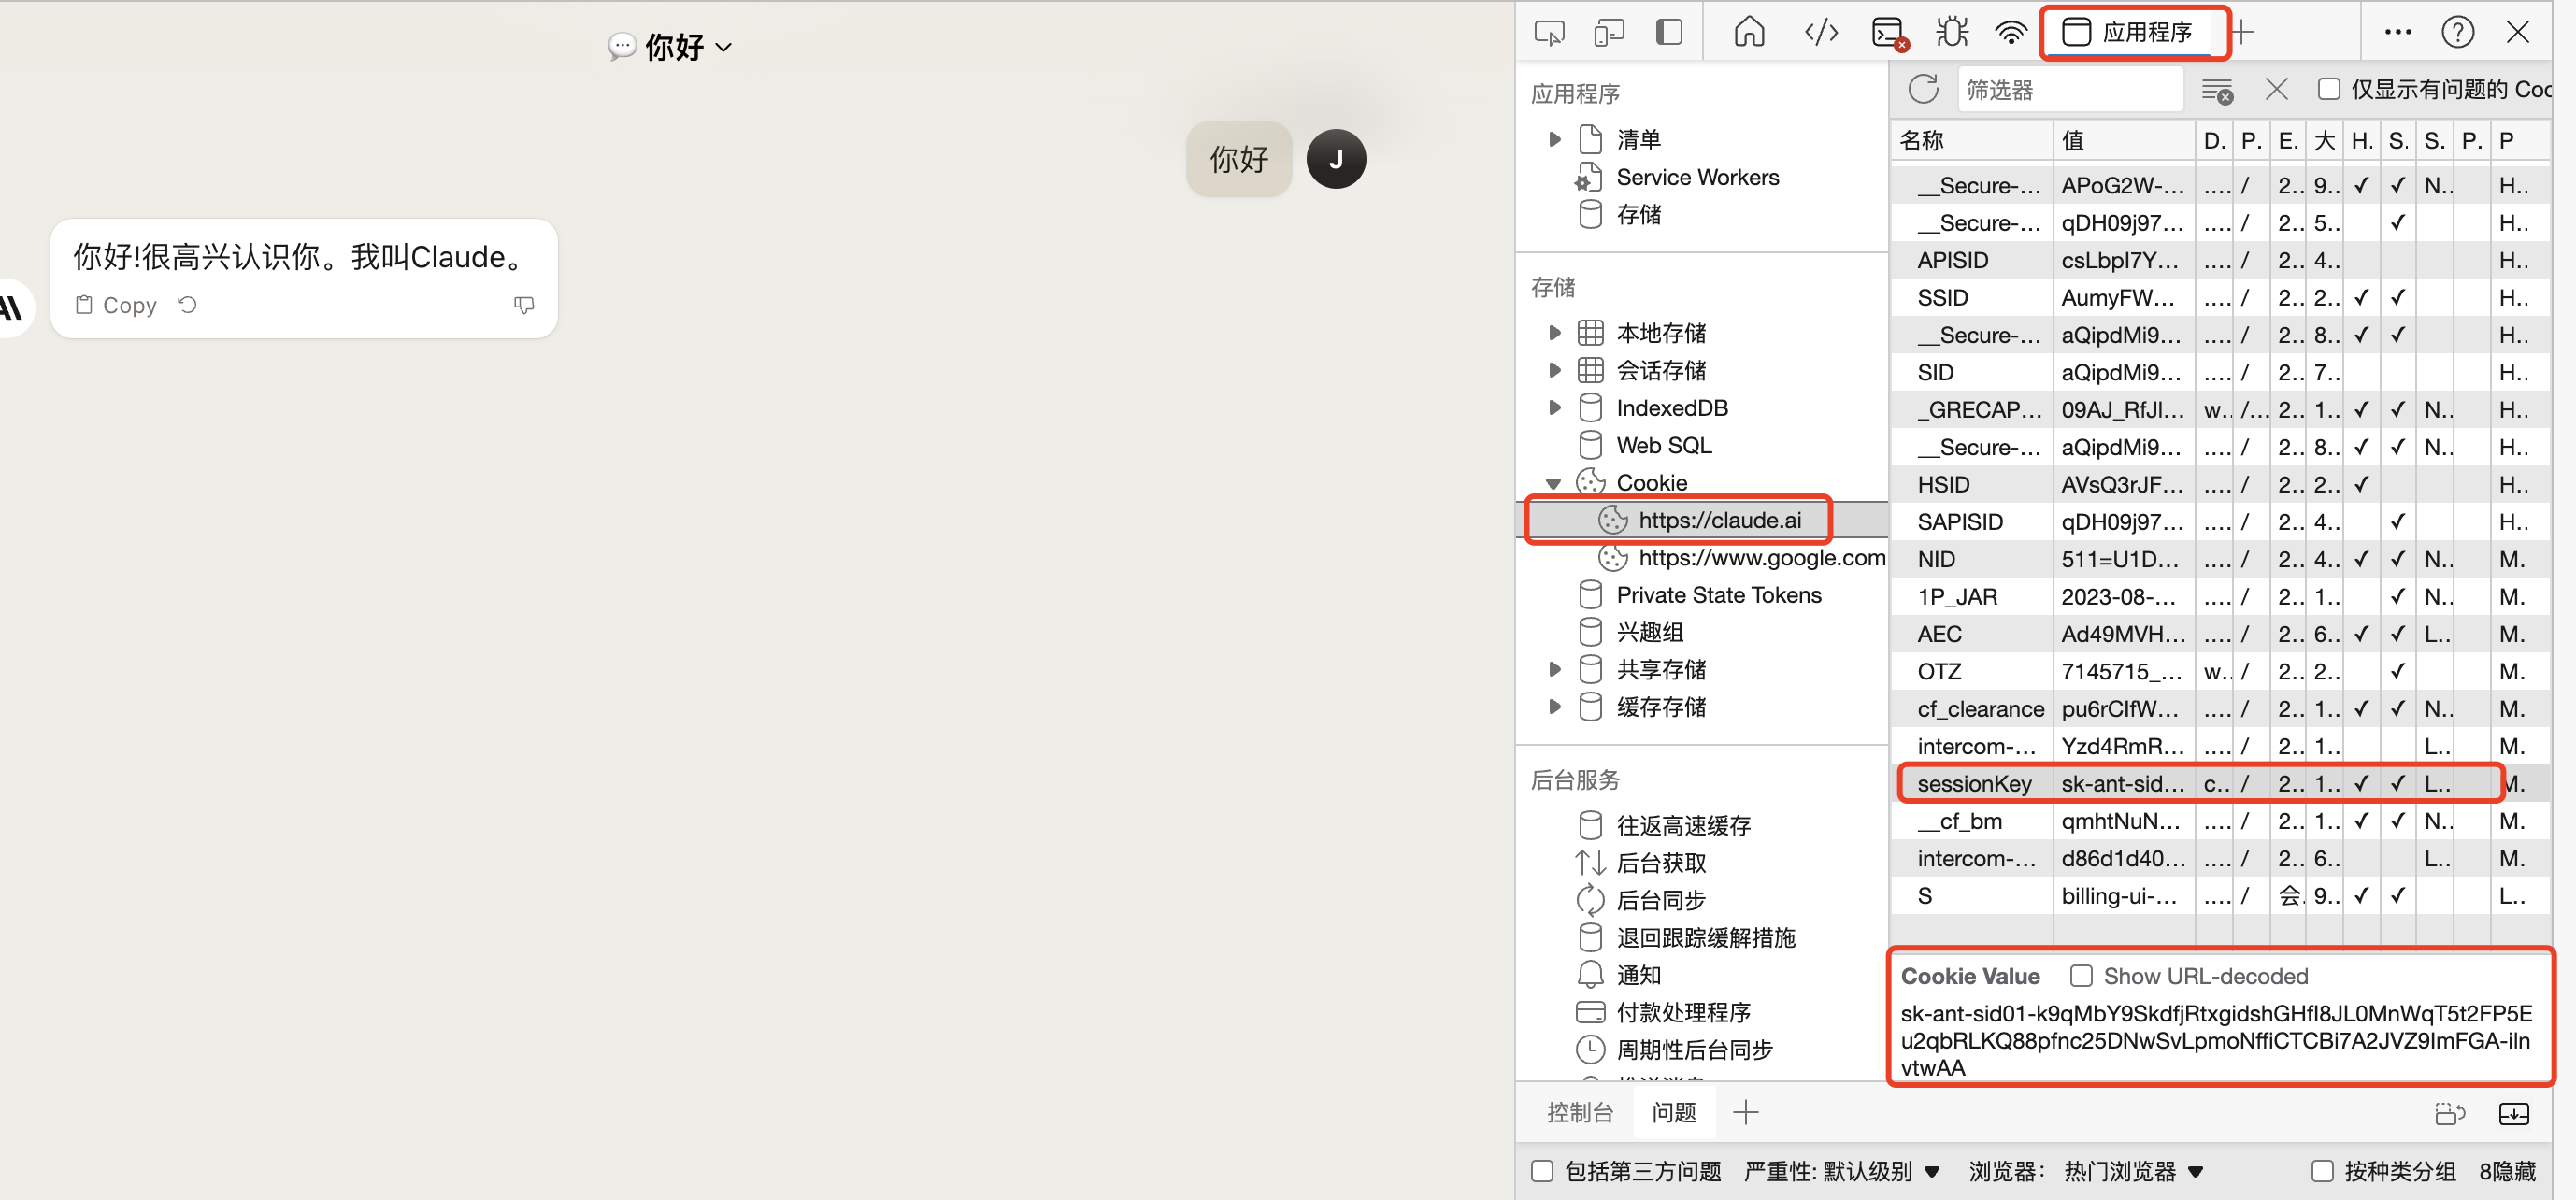 💬 你好
你好
J
你好!很高兴认识你。我叫Claude。
Copy
应用程序
应用程序
清单
Service Workers
存储
存储
本地存储
会话存储
IndexedDB
Web SQL
Cookie
https://claude.ai
https://www.google.com
Private State Tokens
兴趣组
共享存储
缓存存储
后台服务
往返高速缓存
后台获取
后台同步
退回跟踪缓解措施
通知
付款处理程序
周期性后台同步
筛选器 仅显示有问题的
名称 值 D. P. E. 大 H. S. S. P. P
__Secure-... APoG2W-... .... / 2.. 9.. ✓ ✓ N.. H..
__Secure-... qDH09j97... .... / 2.. 5.. ✓ H..
APISID .... / 2.. 4.. H..
SSID AumyFW... .... / 2.. 2.. ✓ ✓ H..
__Secure-... aQipdMi9... .... / 2.. 8.. ✓ ✓ H..
SID aQipdMi9... .... / 2.. 7.. H..
_GRECAP... w.. /... 2.. 1.. ✓ ✓ N.. H..
__Secure-... aQipdMi9... .... / 2.. 8.. ✓ ✓ N.. H..
HSID AVsQ3rJF... .... / 2.. 2.. ✓ H..
SAPISID qDH09j97... .... / 2.. 4.. ✓ H..
NID 511=U1D... .... / 2.. 4.. ✓ ✓ N.. M.
1P_JAR 2023-08-... .... / 2.. 1.. ✓ N.. M.
AEC Ad49MVH... .... / 2.. 6.. ✓ ✓ L.. M.
OTZ 7145715_... w.. / 2.. 2.. ✓ M.
cf_clearance .... / 2.. 1.. ✓ ✓ N.. M.
intercom-... Yzd4RmR... .... / 2.. 1.. L.. M.
sessionKey sk-ant-sid... c.. / 2.. 1.. ✓ ✓ L.. M.
__cf_bm qmhtNuN... .... / 2.. 1.. ✓ ✓ N.. M.
intercom-... d86d1d40... .... / 2.. 6.. L.. M.
S billing-ui-... .... / 会. 9.. ✓ ✓ L..
Cookie Value Show URL-decoded
控制台 问题
包括第三方问题 严重性: 默认级别 浏览器: 热门浏览器 按种类分组 8隐藏